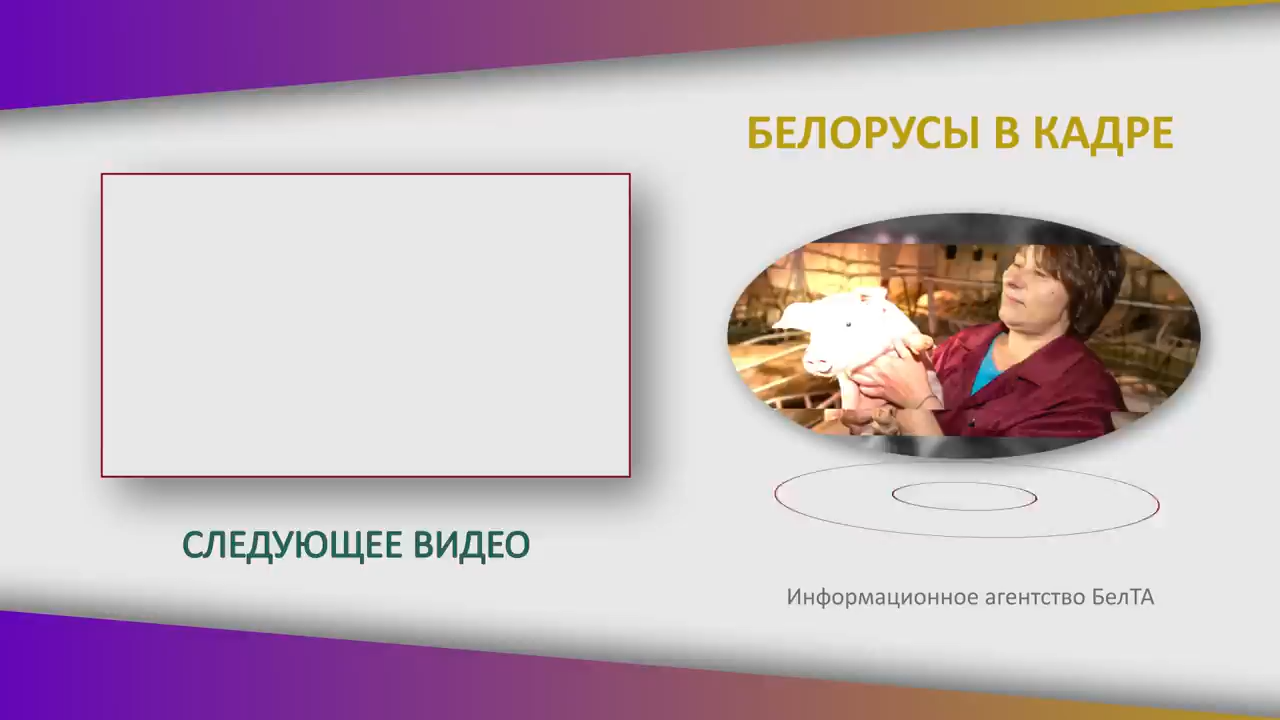 БЕЛОРУСЫ В КАДРЕ
СЛЕДУЮЩЕЕ ВИДЕО
Информационное агентство БелТА